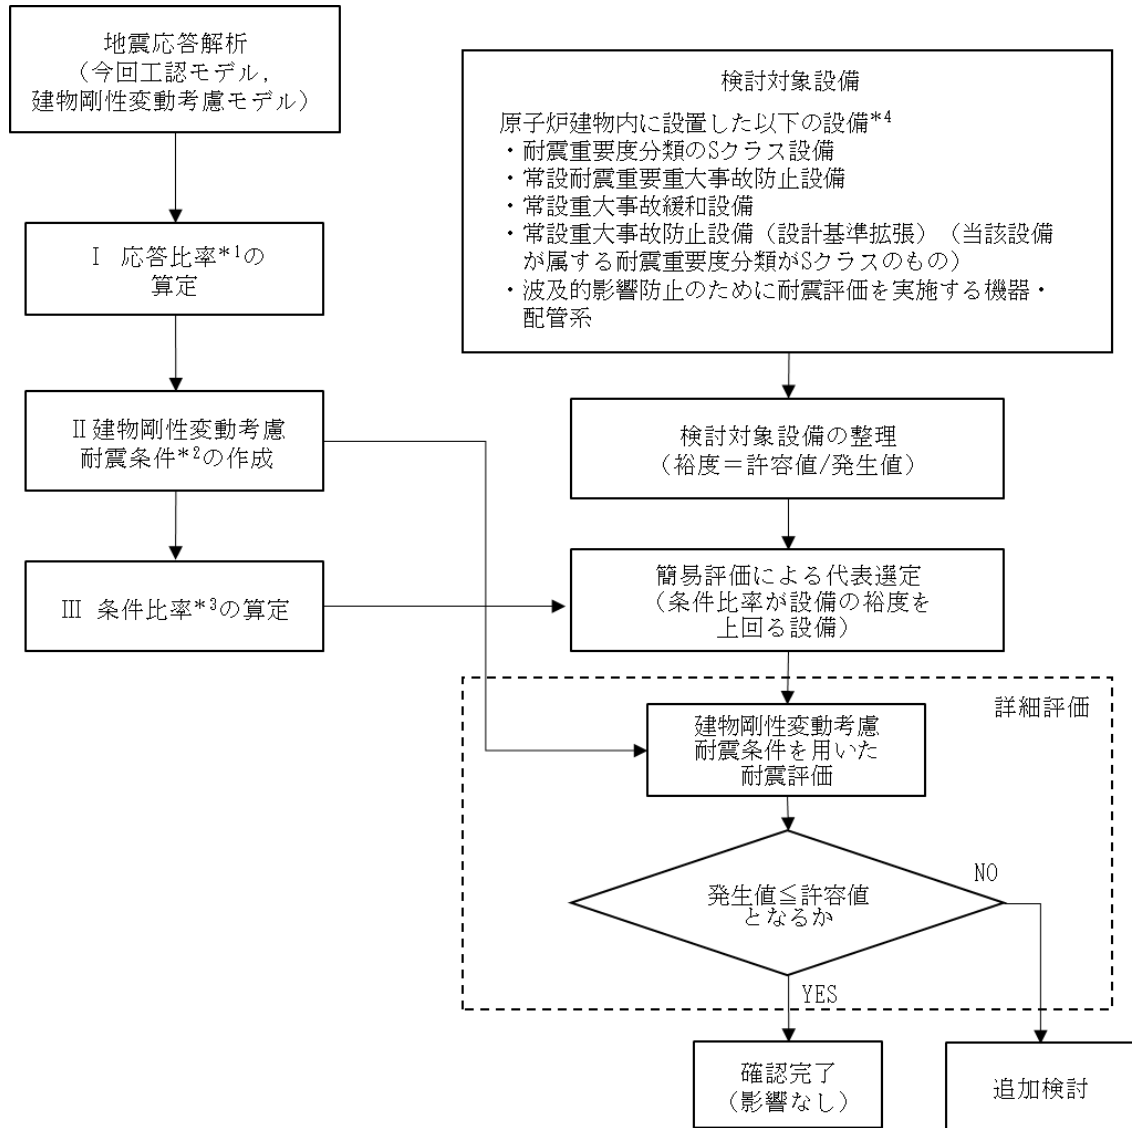 地震応答解析
（今回工認モデル，
建物剛性変動考慮モデル）
Ⅰ 応答比率*1の
算定
Ⅱ建物剛性変動考慮
耐震条件*2の作成
Ⅲ 条件比率*3の算定
検討対象設備
原子炉建物内に設置した以下の設備*4
・耐震重要度分類のSクラス設備
・常設耐震重要重大事故防止設備
・常設重大事故緩和設備
・常設重大事故防止設備（設計基準拡張）（当該設備
が属する耐震重要度分類がSクラスのもの）
・波及的影響防止のために耐震評価を実施する機器・
配管系
検討対象設備の整理
（裕度＝許容値/発生値）
簡易評価による代表選定
（条件比率が設備の裕度を
上回る設備）
詳細評価
建物剛性変動考慮
耐震条件を用いた
耐震評価
発生値≦許容値
となるか
NO
YES
確認完了
（影響なし）
追加検討